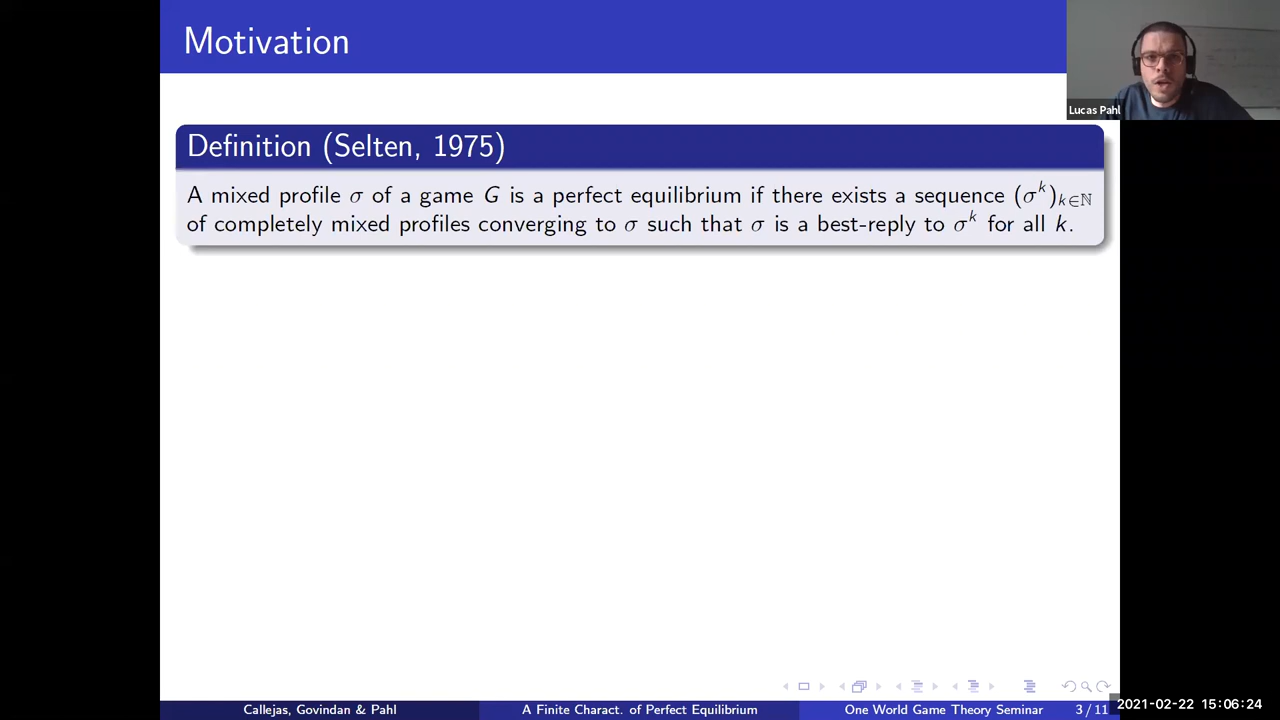 Motivation
Lucas Pahl
Definition (Selten, 1975)
A mixed profile σ of a game G is a perfect equilibrium if there exists a sequence (σ^k)_{k∈ℕ}
of completely mixed profiles converging to σ such that σ is a best-reply to σ^k for all k.
Callejas, Govindan & Pahl
A Finite Charact. of Perfect Equilibrium
One World Game Theory Seminar
3 / 11
2021-02-22 15:06:24